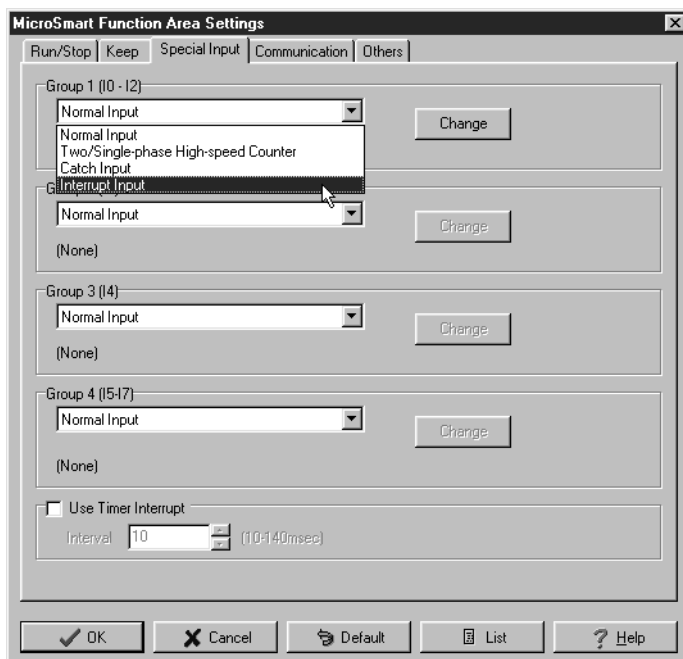 MicroSmart Function Area Settings
Run/Stop Keep Special Input Communication Others
Group 1 (I0 - I2)
Normal Input
Change
Normal Input
Two/Single-phase High-speed Counter
Catch Input
Interrupt Input
Normal Input
Change
(None)
Group 3 (I4)
Normal Input
Change
(None)
Group 4 (I5-I7)
Normal Input
Change
(None)
Use Timer Interrupt
Interval 10 (10-140msec)
OK Cancel Default List Help